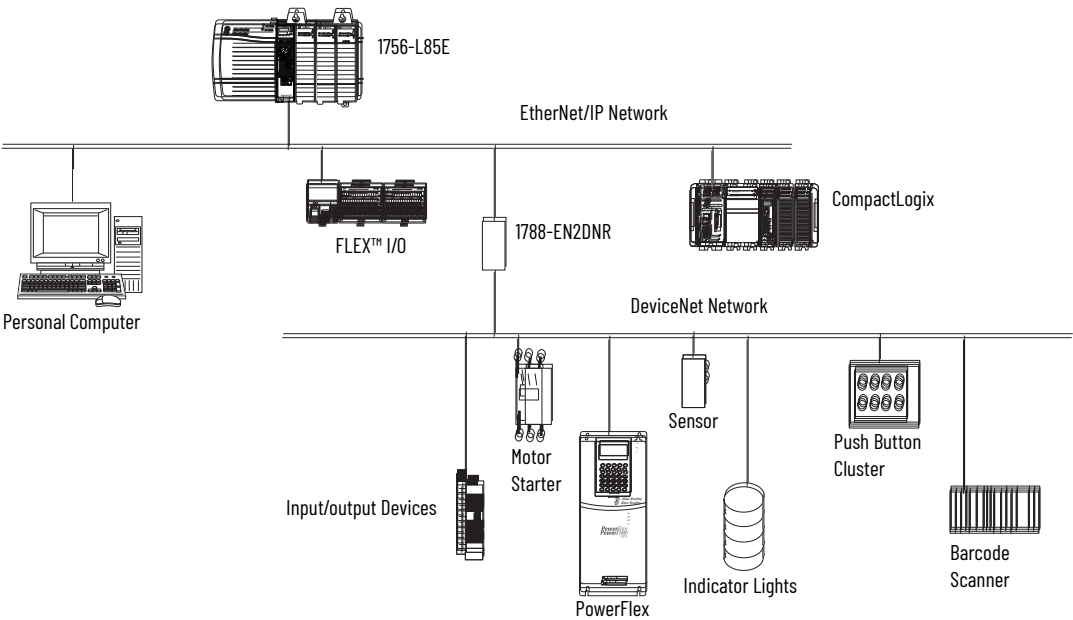 1756-L85E
EtherNet/IP Network
CompactLogix
1788-EN2DNR
FLEX™ I/O
Personal Computer
DeviceNet Network
Sensor
Push Button
Cluster
Motor
Starter
Input/output Devices
PowerFlex
Barcode
Scanner
Indicator Lights
PowerFlex